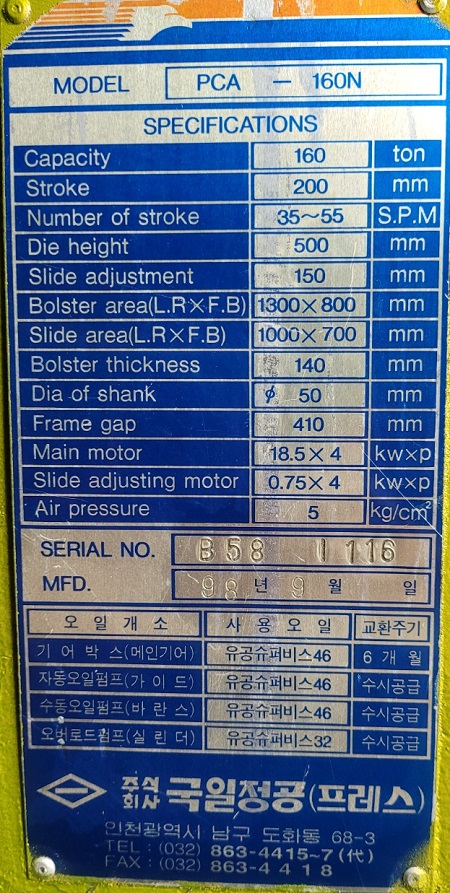 MODEL PCA - 160N
SPECIFICATIONS
Capacity 160 ton
Stroke 200 mm
Number of stroke 35~55 S.P.M
Die height 500 mm
Slide adjustment 150 mm
Bolster area(L.R×F.B) 1300×800 mm
Slide area(L.R×F.B) 1000×700 mm
Bolster thickness 140 mm
Dia of shank ϕ 50 mm
Frame gap 410 mm
Main motor 18.5×4 kw×p
Slide adjusting motor 0.75×4 kw×p
Air pressure 5 kg/cm²
SERIAL NO. B58 1116
MFD. 98년 9월 일
오일개소 사용오일 교환주기
기어박스(메인기어) 유공슈퍼비스46 6개월
자동오일펌프(가이드) 유공슈퍼비스46 수시공급
수동오일펌프(바란스) 유공슈퍼비스46 수시공급
오버로드펌프(실린더) 유공슈퍼비스32 수시공급
주식회사 국일정공(프레스)
인천광역시 남구 도화동 68-3
TEL : (032) 863-4415~7(代)
FAX : (032) 863-4418